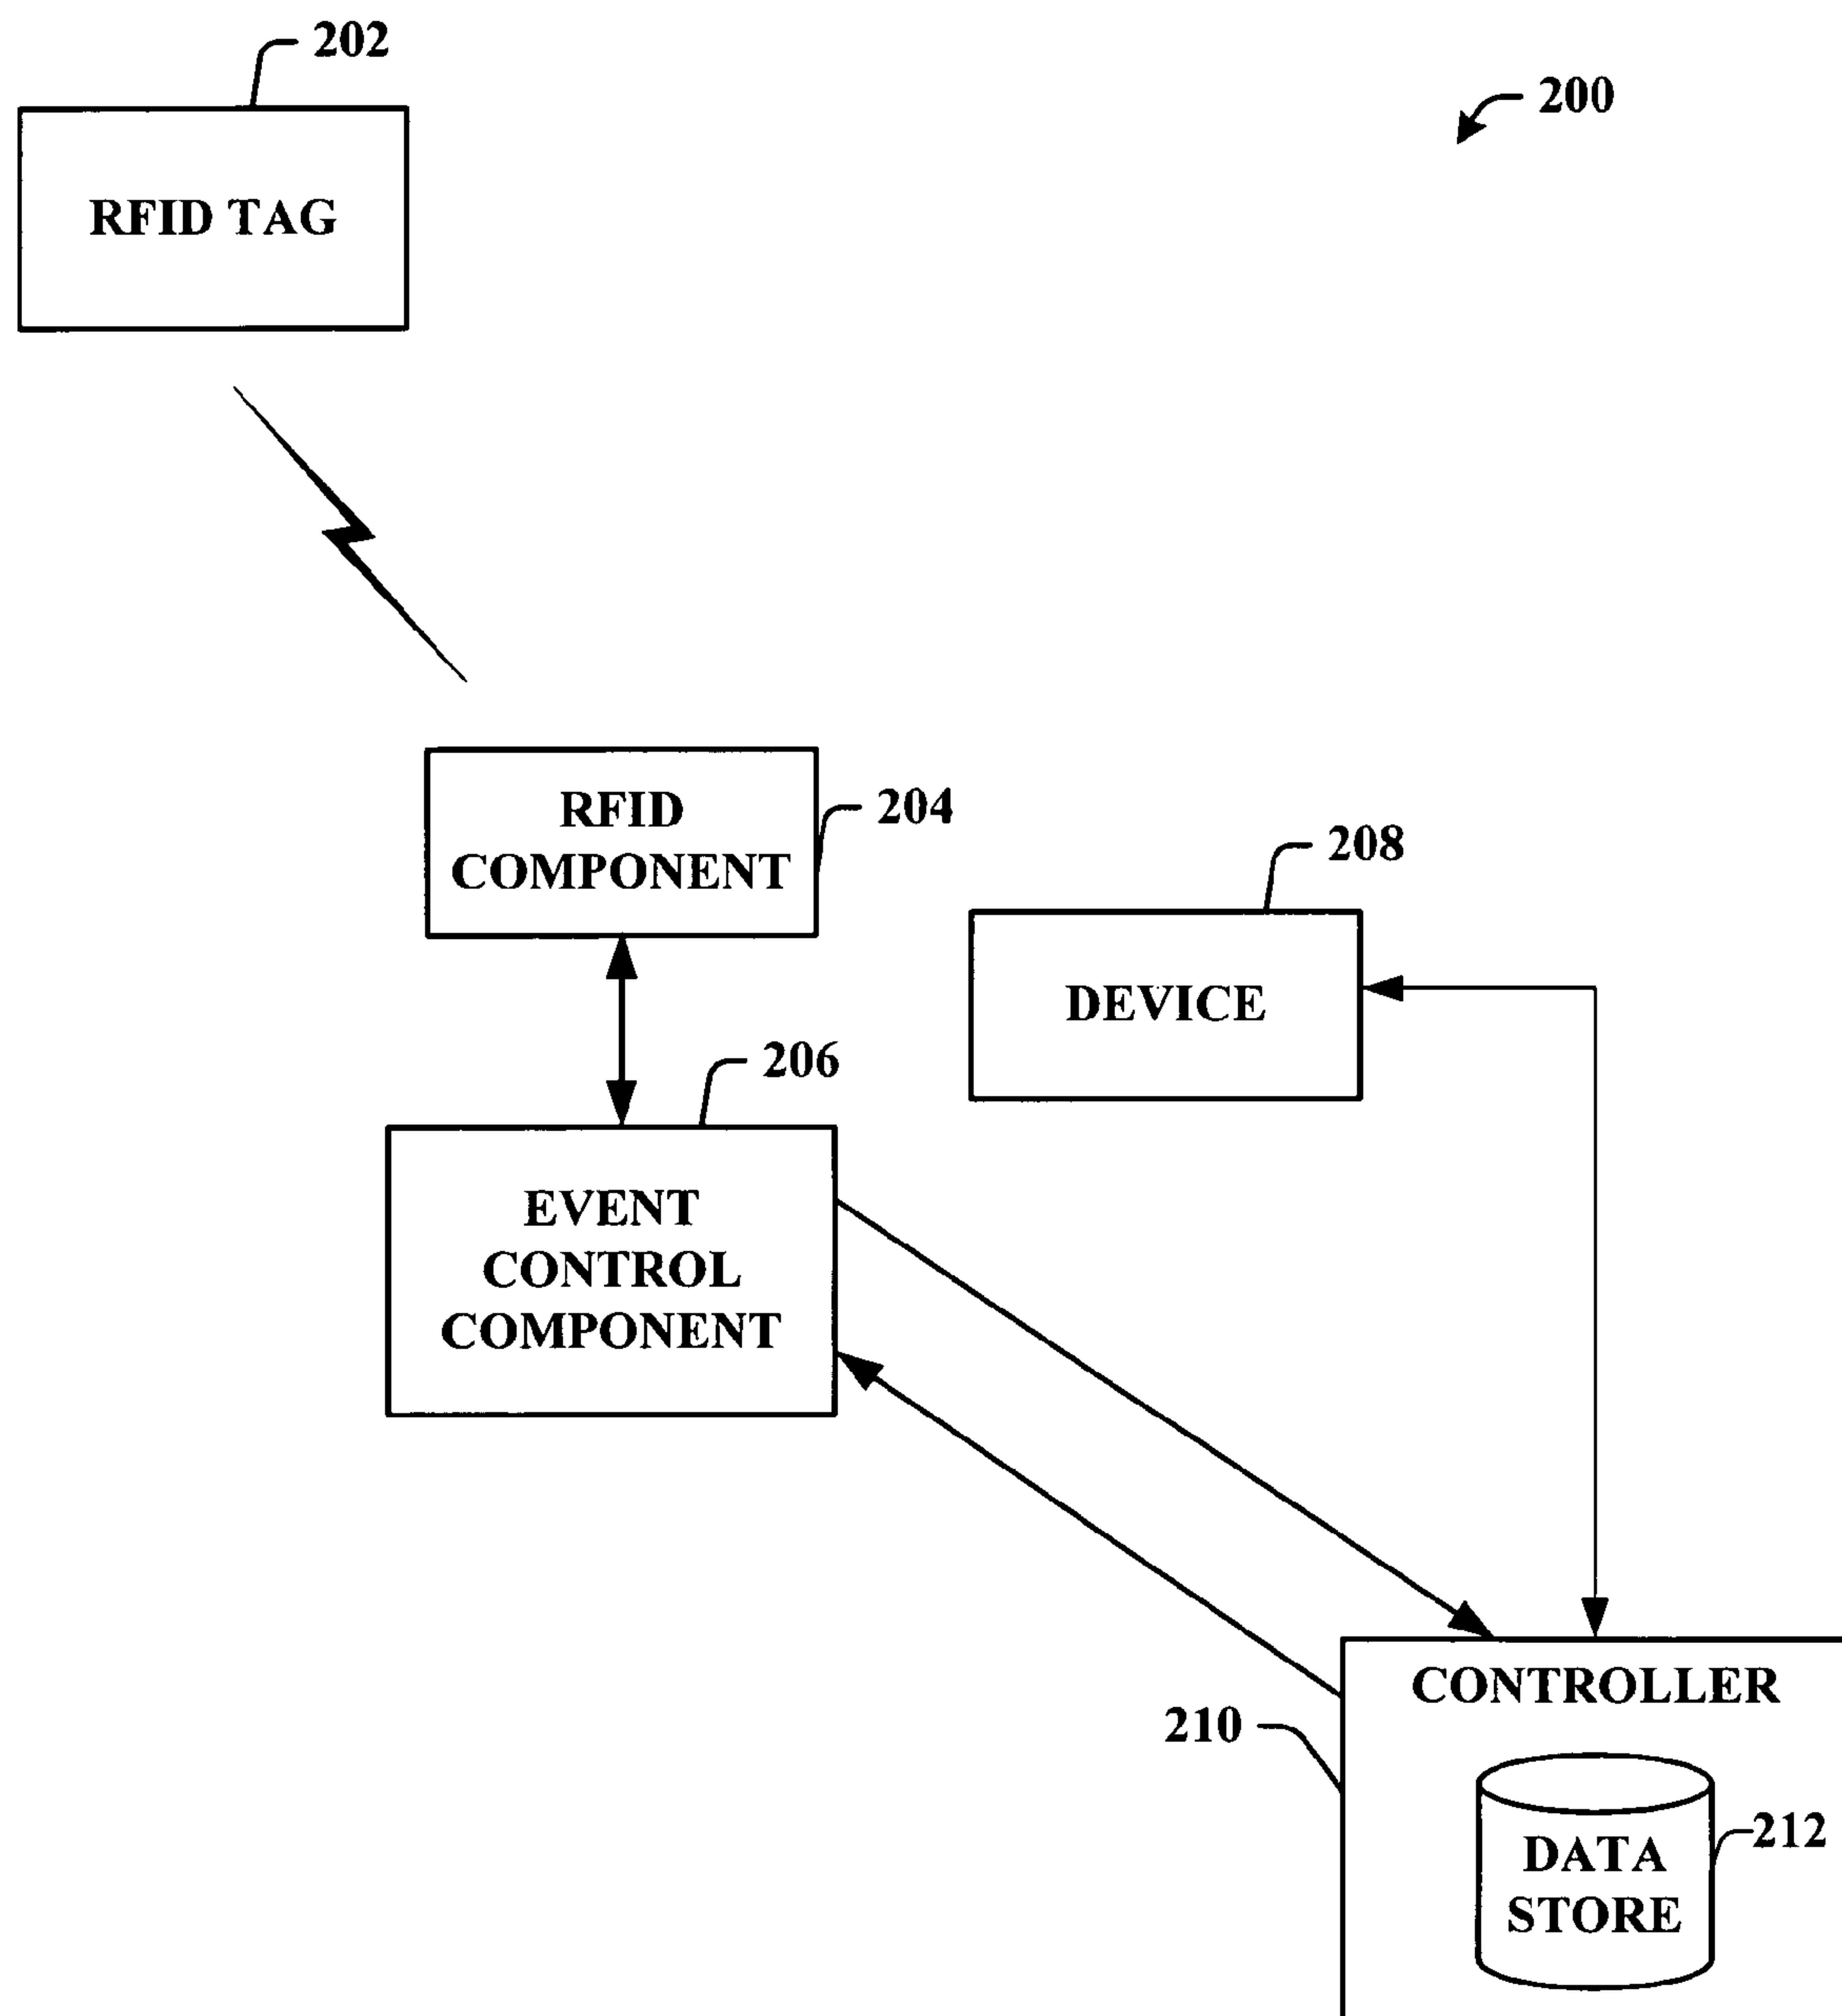 202
200
RFID TAG
RFID
COMPONENT
204
208
DEVICE
206
EVENT
CONTROL
COMPONENT
CONTROLLER
210
DATA
STORE
212